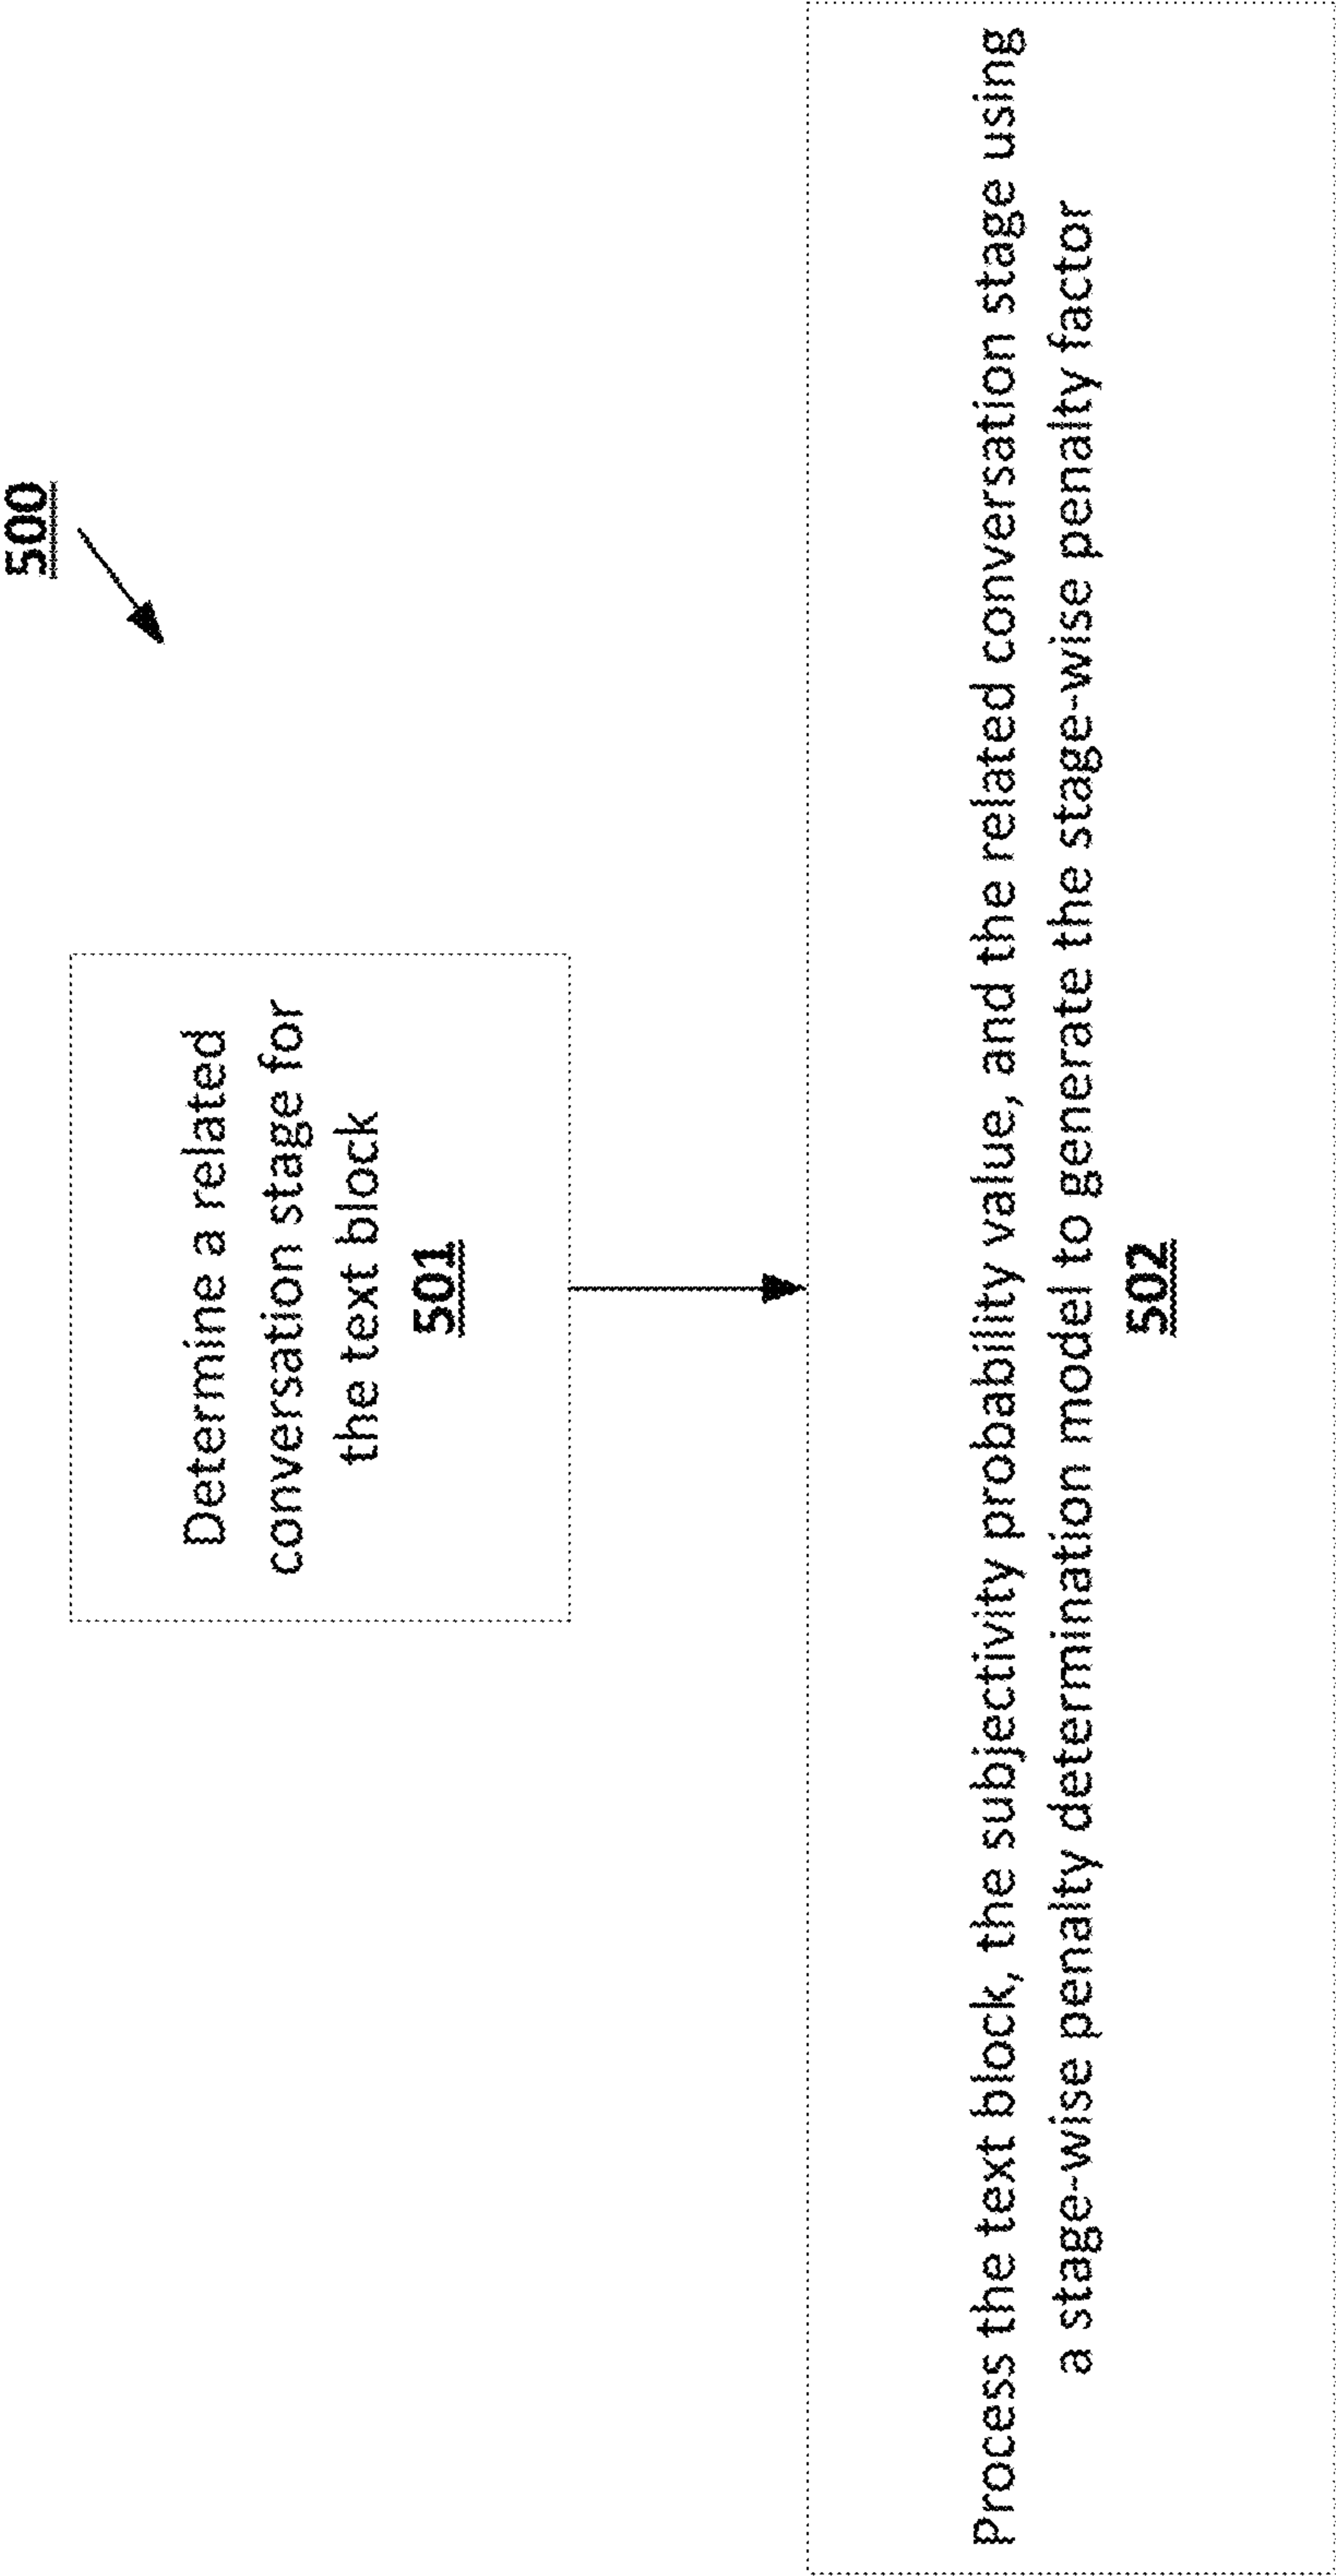 500
Determine a related
conversation stage for
the text block
501
Process the text block, the subjectivity probability value, and the related conversation stage using
a stage-wise penalty determination model to generate the stage-wise penalty factor
502